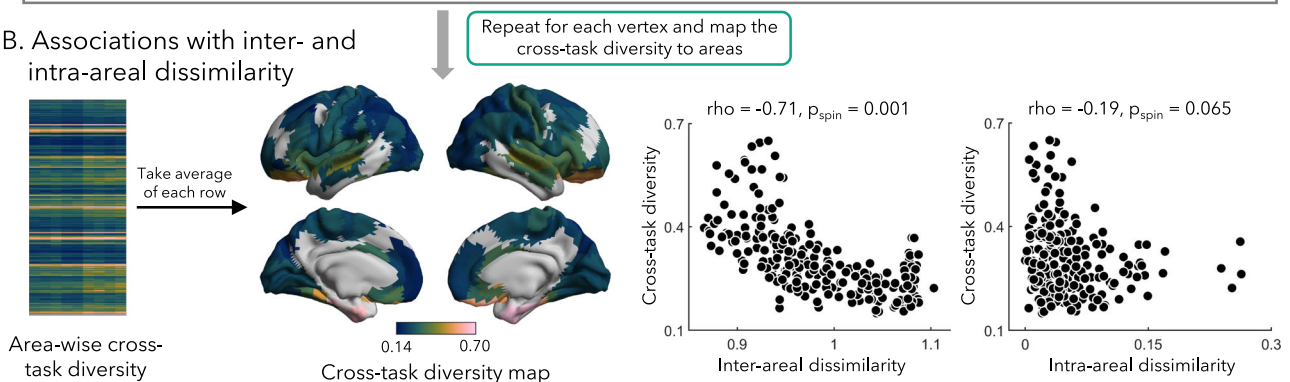 Repeat for each vertex and map the
cross-task diversity to areas
B. Associations with inter- and
intra-areal dissimilarity
Take average
of each row
Area-wise cross-
task diversity
0.14
0.70
Cross-task diversity map
rho = -0.71, p_spin = 0.001
Cross-task diversity
0.7
0.4
0.1
0.9
1
1.1
Inter-areal dissimilarity
rho = -0.19, p_spin = 0.065
Cross-task diversity
0.7
0.4
0.1
0
0.15
0.3
Intra-areal dissimilarity